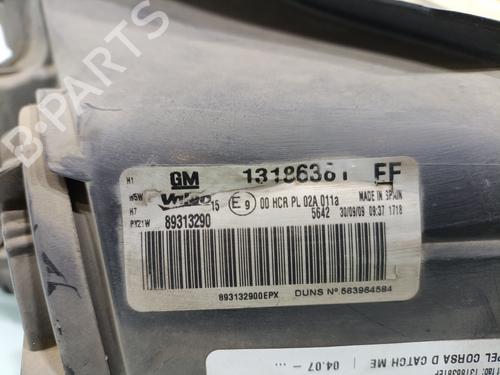 H1
GM 13186381 FF
W5W
Valeo 15 E9 00 HCR PL 02A 011a MADE IN SPAIN
H7
5642 30/09/09 09:37 1718
PY21W 89313290
893132900EPX DUNS Nº 563964584
PEL CORSA D CATCH ME
04.07 - ...
B-Parts